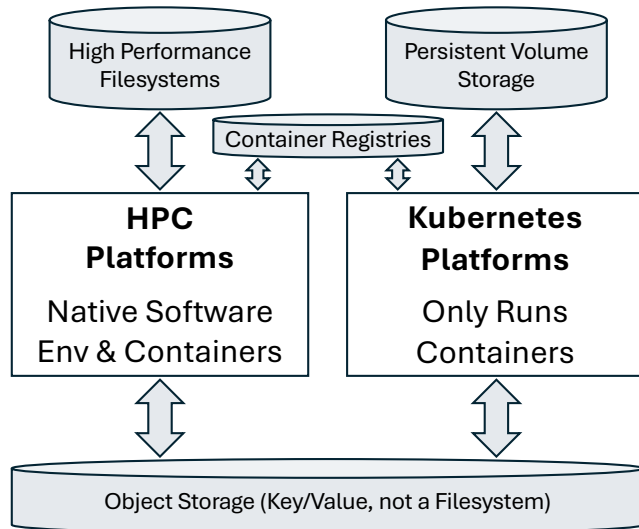 High Performance
Filesystems
Persistent Volume
Storage
Container Registries
HPC
Platforms
Native Software
Env & Containers
Kubernetes
Platforms
Only Runs
Containers
Object Storage (Key/Value, not a Filesystem)